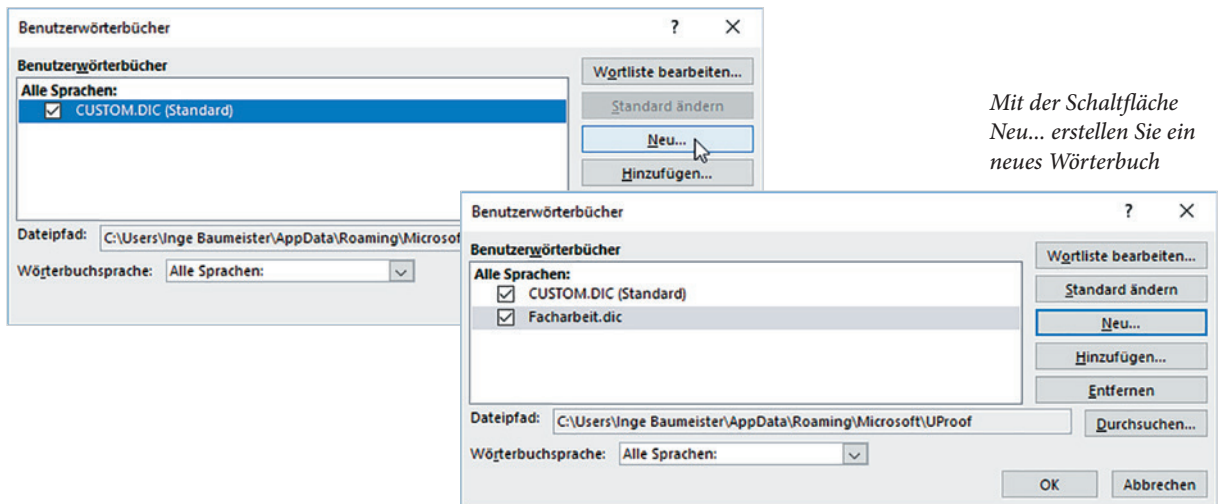 Benutzerwörterbücher ? ×
Benutzerwörterbücher
Alle Sprachen:
CUSTOM.DIC (Standard)
Wortliste bearbeiten...
Standard ändern
Neu...
Hinzufügen...
Dateipfad: C:\Users\Inge Baumeister\AppData\Roaming\Microsof
Wörterbuchsprache: Alle Sprachen:
Mit der Schaltfläche
Neu... erstellen Sie ein
neues Wörterbuch
Benutzerwörterbücher ? ×
Benutzerwörterbücher
Alle Sprachen:
CUSTOM.DIC (Standard)
Facharbeit.dic
Wortliste bearbeiten...
Standard ändern
Neu...
Hinzufügen...
Entfernen
Dateipfad: C:\Users\Inge Baumeister\AppData\Roaming\Microsoft\UProof
Durchsuchen...
Wörterbuchsprache: Alle Sprachen:
OK Abbrechen